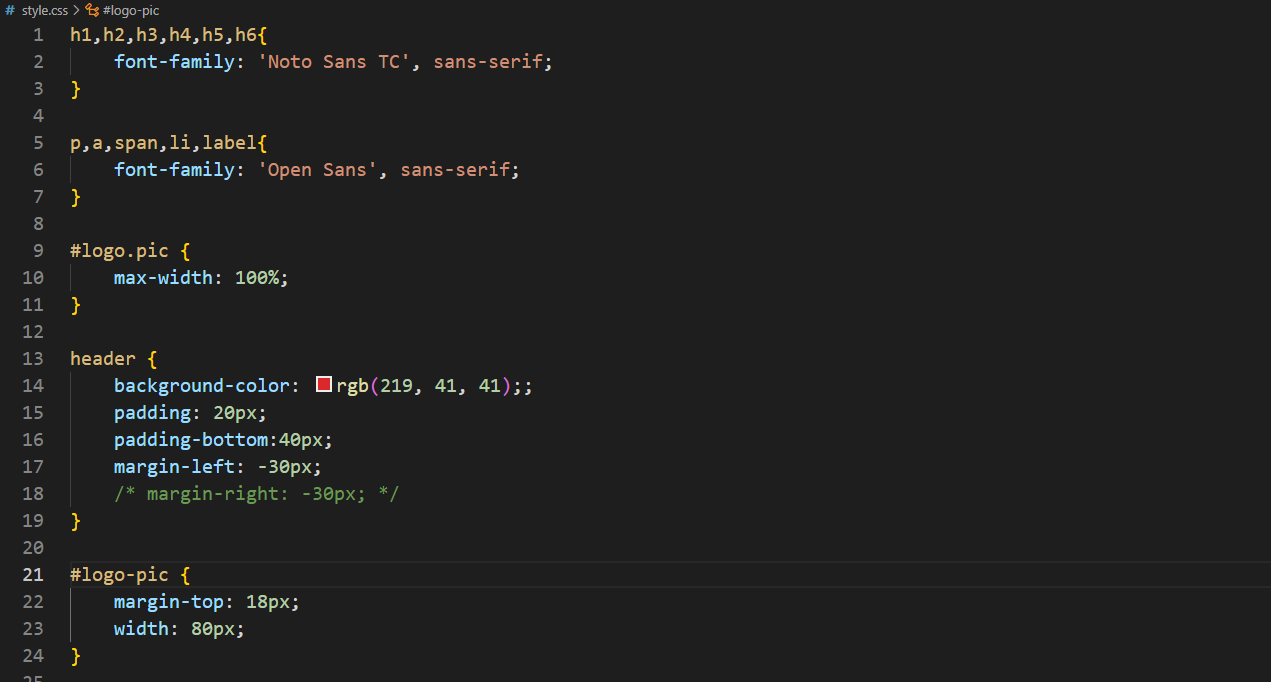 # style.css > #logo-pic
1 h1,h2,h3,h4,h5,h6{
2     font-family: 'Noto Sans TC', sans-serif;
3 }
4
5 p,a,span,li,label{
6     font-family: 'Open Sans', sans-serif;
7 }
8
9 #logo.pic {
10     max-width: 100%;
11 }
12
13 header {
14     background-color: rgb(219, 41, 41);;
15     padding: 20px;
16     padding-bottom:40px;
17     margin-left: -30px;
18     /* margin-right: -30px; */
19 }
20
21 #logo-pic {
22     margin-top: 18px;
23     width: 80px;
24 }
25